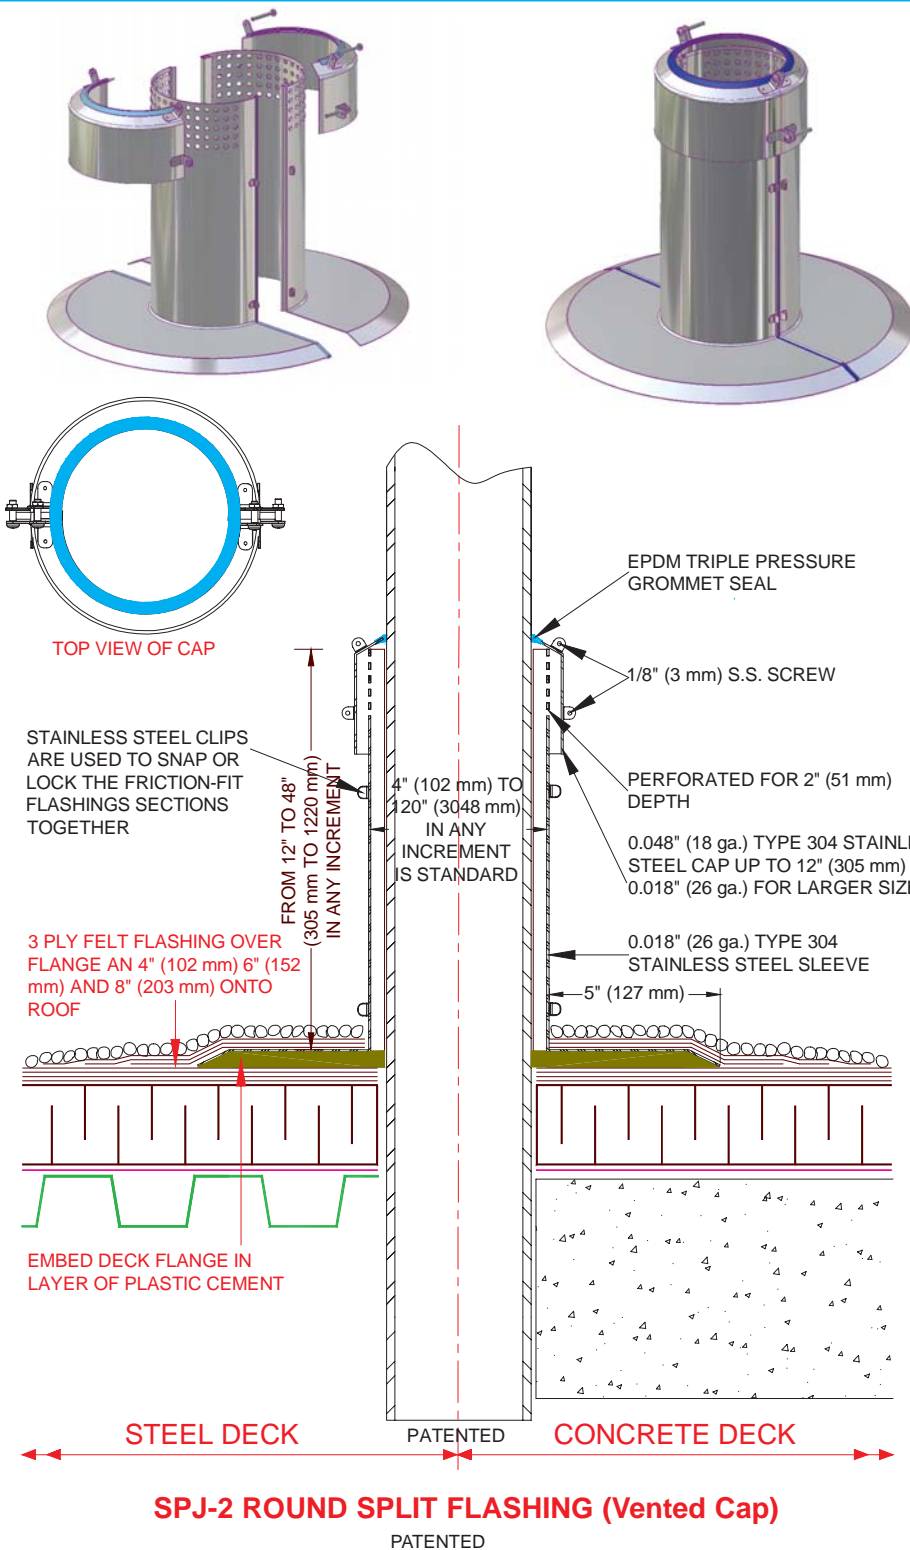 TOP VIEW OF CAP
EPDM TRIPLE PRESSURE
GROMMET SEAL
1/8" (3 mm) S.S. SCREW
STAINLESS STEEL CLIPS
ARE USED TO SNAP OR
LOCK THE FRICTION-FIT
FLASHINGS SECTIONS
TOGETHER
FROM 12" TO 48"
(305 mm TO 1220 mm)
IN ANY INCREMENT
4" (102 mm) TO
120" (3048 mm)
IN ANY
INCREMENT
IS STANDARD
PERFORATED FOR 2" (51 mm)
DEPTH
0.048" (18 ga.) TYPE 304 STAINL
STEEL CAP UP TO 12" (305 mm)
0.018" (26 ga.) FOR LARGER SIZ
0.018" (26 ga.) TYPE 304
STAINLESS STEEL SLEEVE
5" (127 mm)
3 PLY FELT FLASHING OVER
FLANGE AN 4" (102 mm) 6" (152
mm) AND 8" (203 mm) ONTO
ROOF
EMBED DECK FLANGE IN
LAYER OF PLASTIC CEMENT
STEEL DECK
PATENTED
CONCRETE DECK
SPJ-2 ROUND SPLIT FLASHING (Vented Cap)
PATENTED